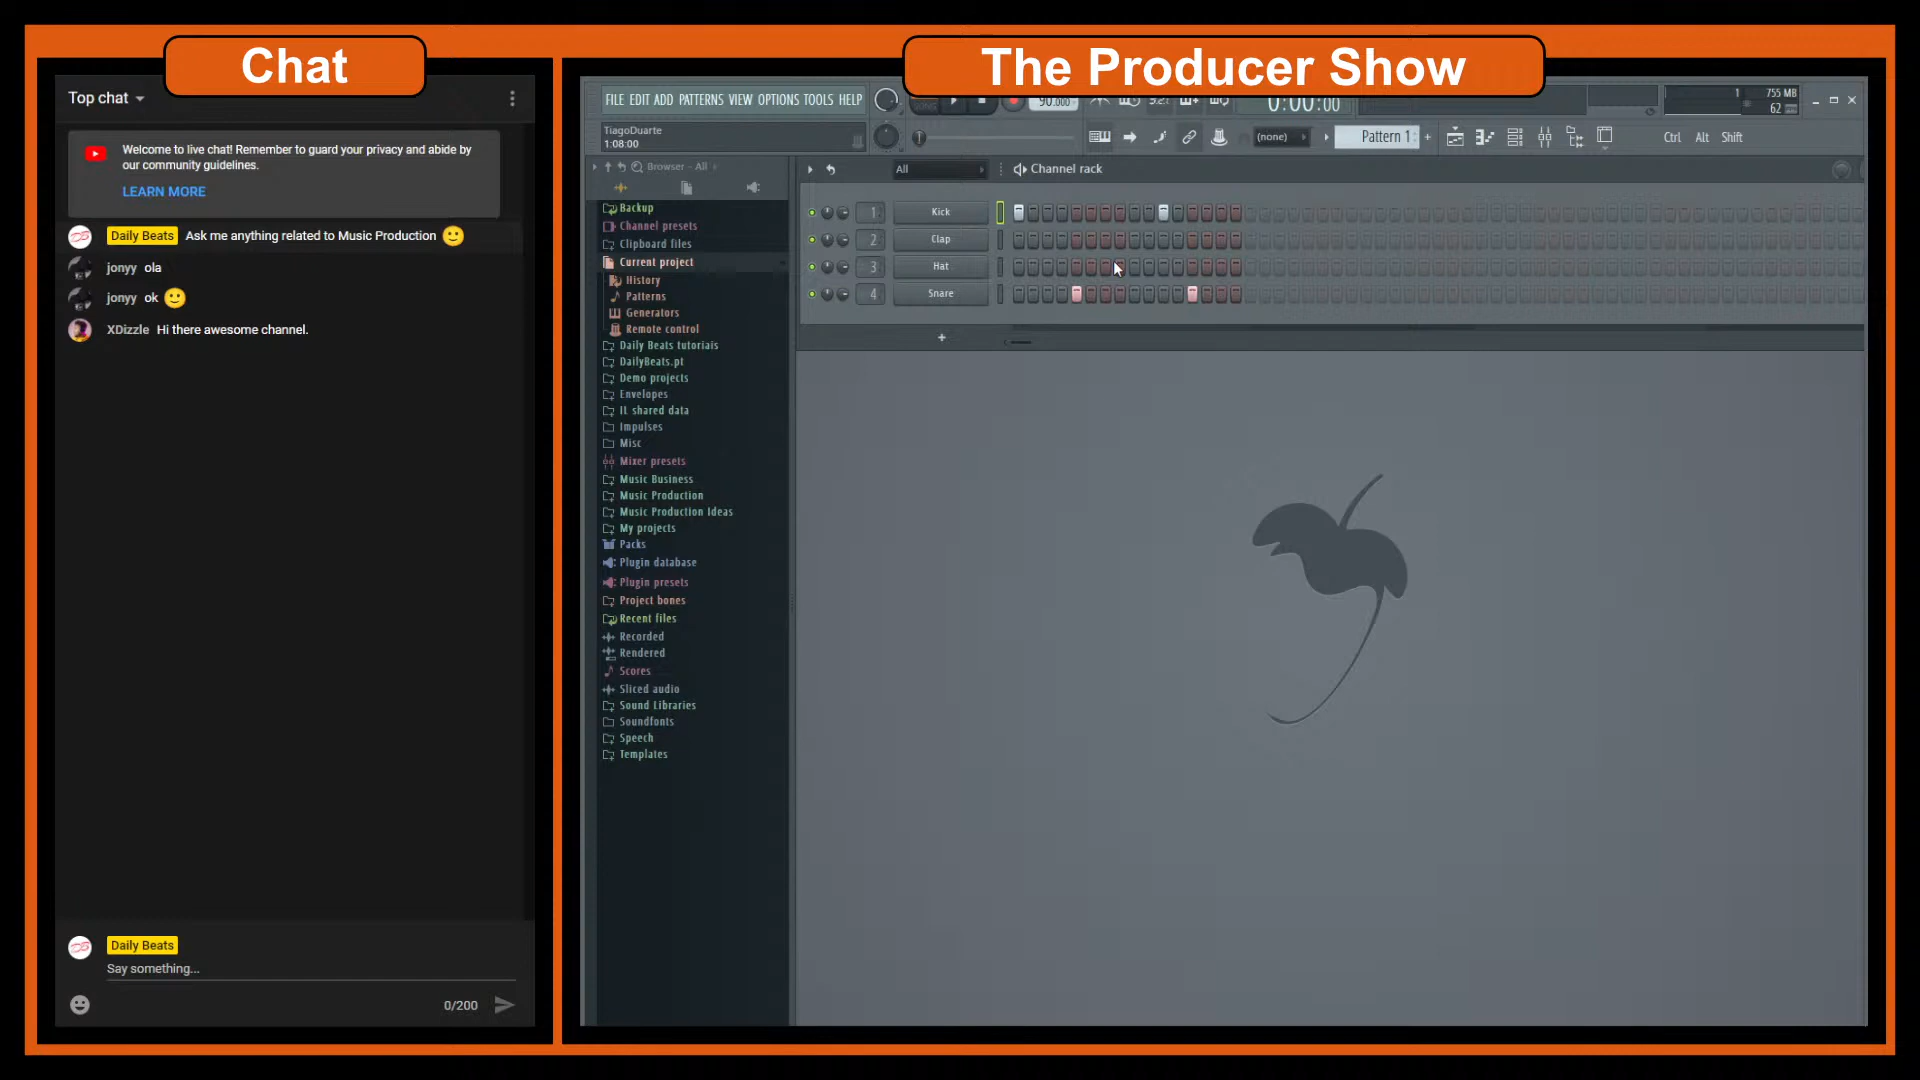 Chat
The Producer Show
Top chat
Welcome to live chat! Remember to guard your privacy and abide by
our community guidelines.
LEARN MORE
Daily Beats Ask me anything related to Music Production
jonyy ola
jonyy ok
XDizzle Hi there awesome channel.
Daily Beats
Say something...
0/200
FILE EDIT ADD PATTERNS VIEW OPTIONS TOOLS HELP
90.000
0:00:00
1
755 MB
62
TiagoDuarte
1:08:00
(none)
Pattern 1
Ctrl Alt Shift
Browser - All
All
Channel rack
Backup
Channel presets
Clipboard files
Current project
History
Patterns
Generators
Remote control
Daily Beats tutoriais
DailyBeats.pt
Demo projects
Envelopes
IL shared data
Impulses
Misc
Mixer presets
Music Business
Music Production
Music Production Ideas
My projects
Packs
Plugin database
Plugin presets
Project bones
Recent files
Recorded
Rendered
Scores
Sliced audio
Sound Libraries
Soundfonts
Speech
Templates
1 Kick
2 Clap
3 Hat
4 Snare